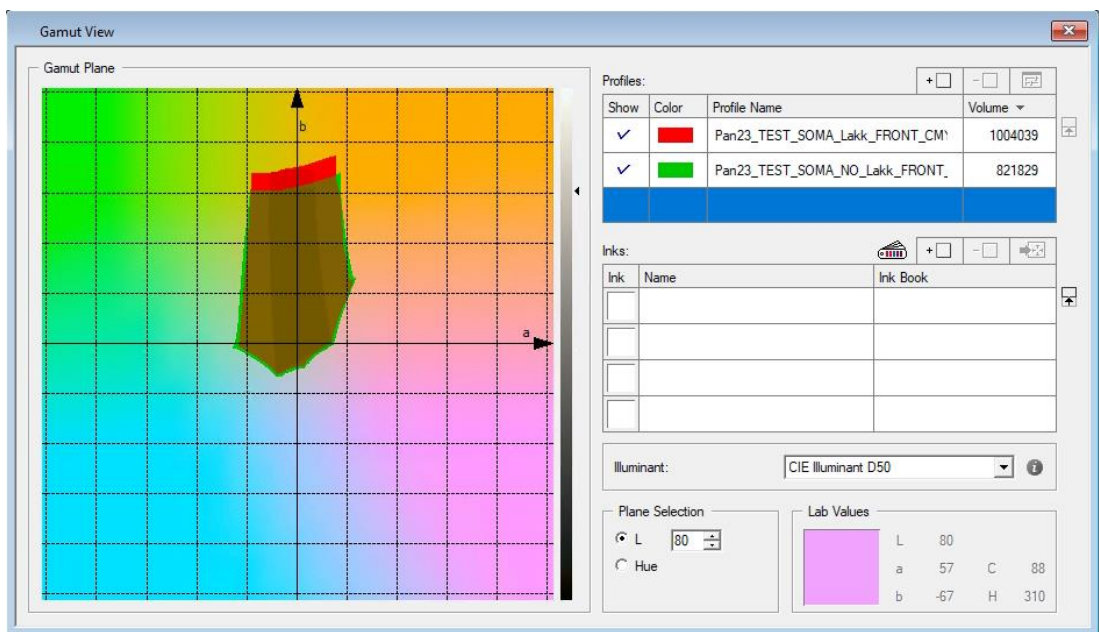 Gamut View
Gamut Plane
b
a
Profiles:
Show Color Profile Name Volume
Pan23_TEST_SOMA_Lakk_FRONT_CMY 1004039
Pan23_TEST_SOMA_NO_Lakk_FRONT_ 821829
Inks:
Ink Name Ink Book
Illuminant: CIE Illuminant D50
Plane Selection
L 80
Hue
Lab Values
L 80
a 57 C 88
b -67 H 310